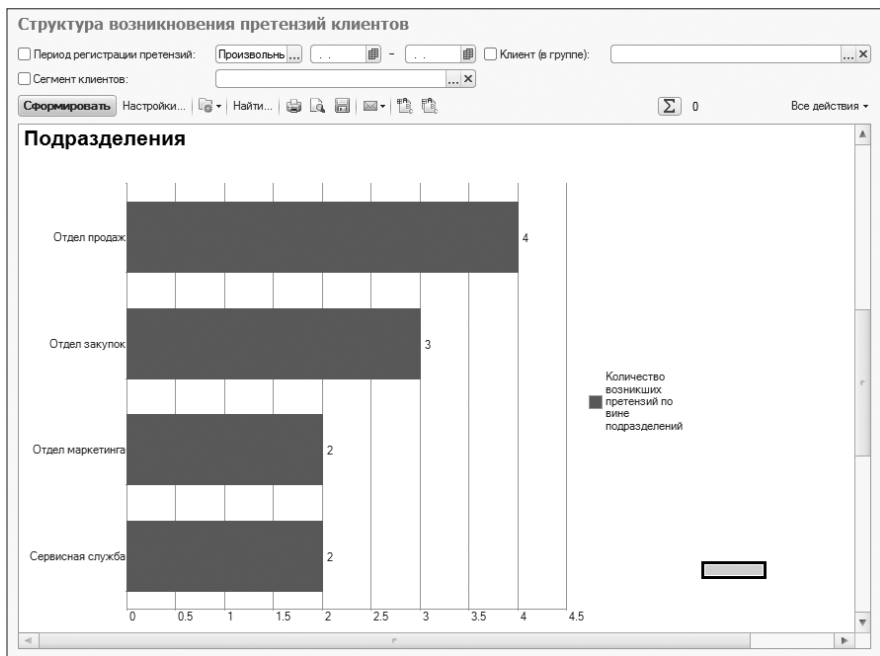 Структура возникновения претензий клиентов
Период регистрации претензий: Произвольнь ... . . – . . Клиент (в группе): ... ×
Сегмент клиентов: ... ×
Сформировать Настройки... Найти... Σ 0 Все действия
Подразделения
Отдел продаж 4
Отдел закупок 3
Количество
возникших
претензий по
вине
подразделений
Отдел маркетинга 2
Сервисная служба 2
0 0.5 1 1.5 2 2.5 3 3.5 4 4.5